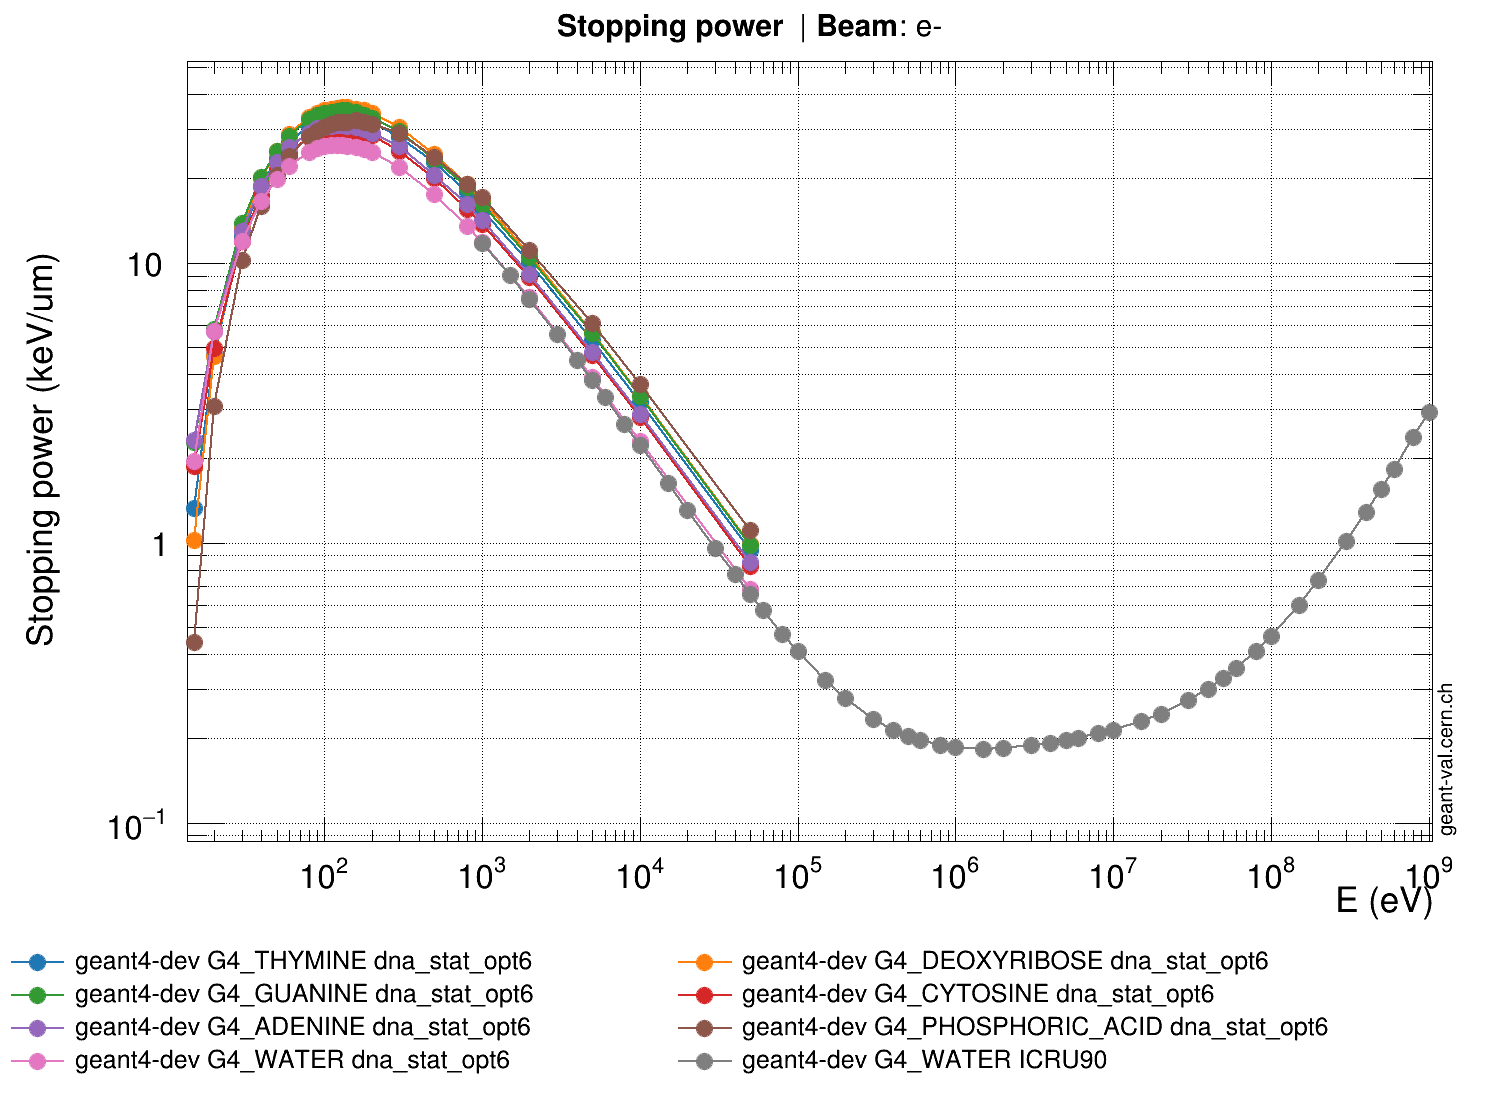 Stopping power | Beam: e-
Stopping power (keV/um)
10
1
10⁻¹
10² 10³ 10⁴ 10⁵ 10⁶ 10⁷ 10⁸ 10⁹
E (eV)
geant-val.cern.ch
geant4-dev G4_THYMINE dna_stat_opt6
geant4-dev G4_DEOXYRIBOSE dna_stat_opt6
geant4-dev G4_GUANINE dna_stat_opt6
geant4-dev G4_CYTOSINE dna_stat_opt6
geant4-dev G4_ADENINE dna_stat_opt6
geant4-dev G4_PHOSPHORIC_ACID dna_stat_opt6
geant4-dev G4_WATER dna_stat_opt6
geant4-dev G4_WATER ICRU90